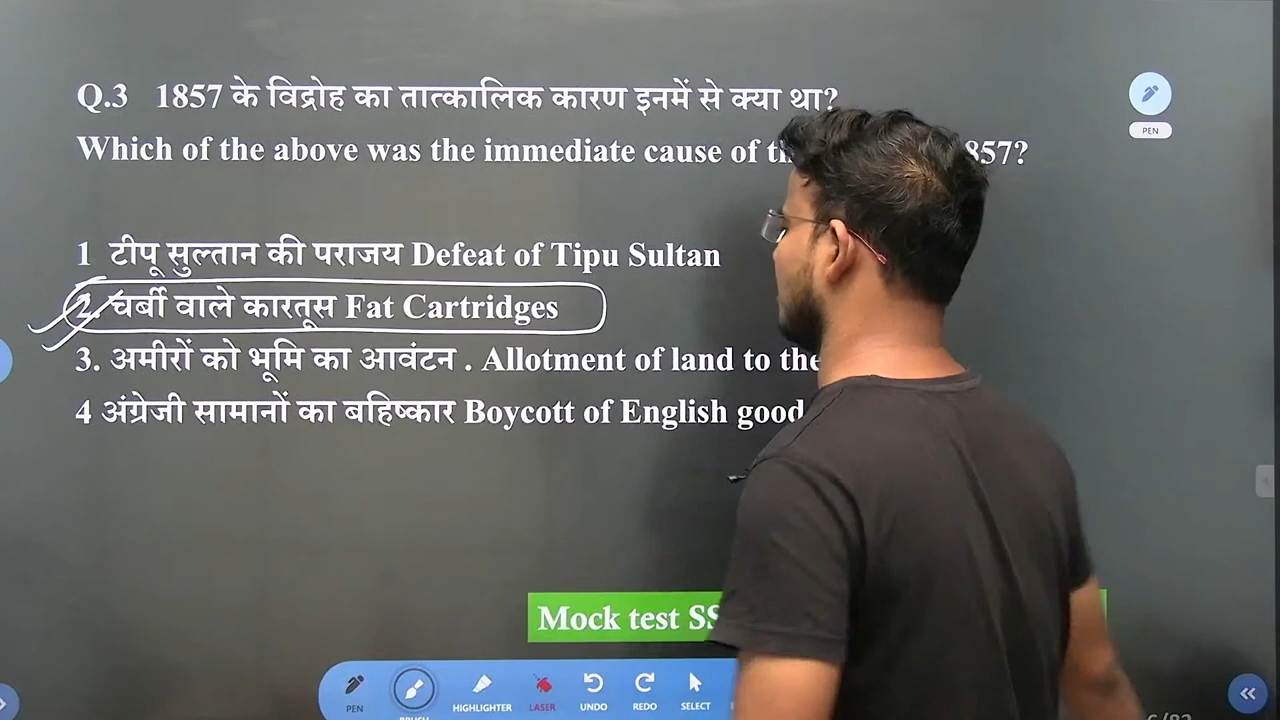 Q.3 1857 के विद्रोह का तात्कालिक कारण इनमें से क्या था?
Which of the above was the immediate cause of 857?
1 टीपू सुल्तान की पराजय Defeat of Tipu Sultan
2. चर्बी वाले कारतूस Fat Cartridges
3. अमीरों को भूमि का आवंटन . Allotment of land to the
4 अंग्रेजी सामानों का बहिष्कार Boycott of English good
Mock test
PEN
PEN
HIGHLIGHTER
LASER
UNDO
REDO
SELECT